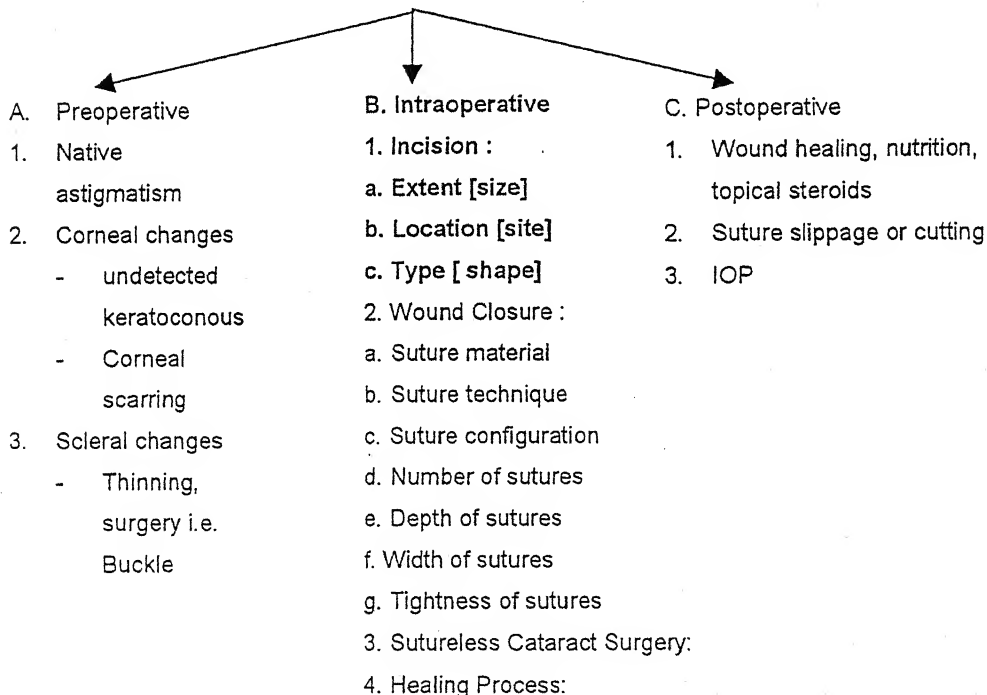 A. Preoperative
1. Native
astigmatism
2. Corneal changes
- undetected
keratoconous
- Corneal
scarring
3. Scleral changes
- Thinning,
surgery i.e.
Buckle
B. Intraoperative
1. Incision :
a. Extent [size]
b. Location [site]
c. Type [ shape]
2. Wound Closure :
a. Suture material
b. Suture technique
c. Suture configuration
d. Number of sutures
e. Depth of sutures
f. Width of sutures
g. Tightness of sutures
3. Sutureless Cataract Surgery:
4. Healing Process:
C. Postoperative
1. Wound healing, nutrition,
topical steroids
2. Suture slippage or cutting
3. IOP